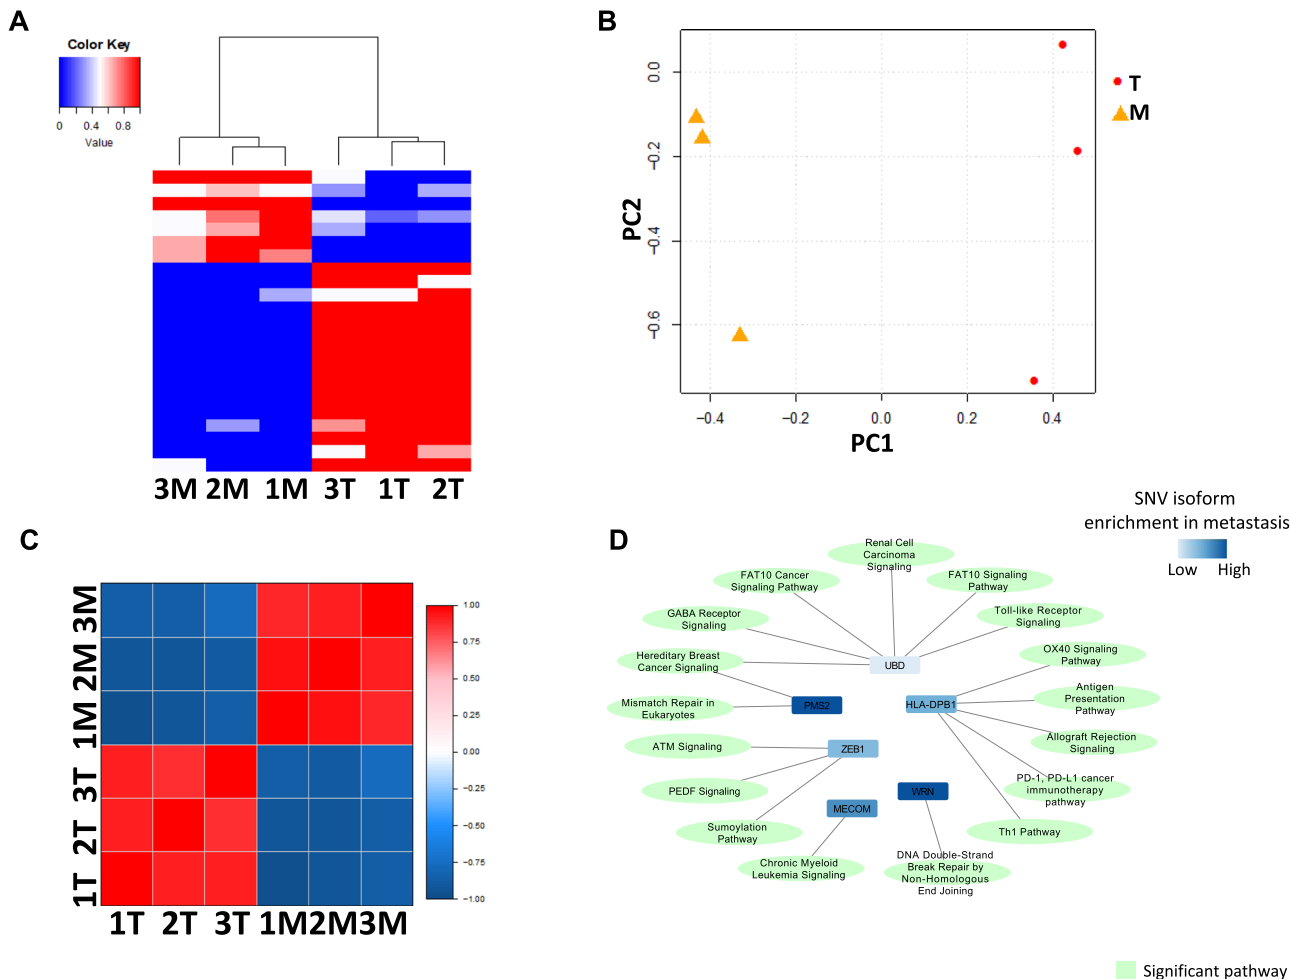 A
Color Key
0 0.4 0.8
Value
3M 2M 1M 3T 1T 2T
B
0.0
−0.2
−0.4
−0.6
PC2
−0.4 −0.2 0.0 0.2 0.4
PC1
T
M
C
3M
2M
1M
3T
2T
1T
1T 2T 3T 1M 2M 3M
1.00
0.75
0.50
0.25
0.00
−0.25
−0.50
−0.75
−1.00
D
SNV isoform
enrichment in metastasis
Low High
Renal Cell
Carcinoma
Signaling
FAT10 Cancer
Signaling Pathway
FAT10 Signaling
Pathway
GABA Receptor
Signaling
Toll-like Receptor
Signaling
Hereditary Breast
Cancer Signaling
UBD
OX40 Signaling
Pathway
Mismatch Repair in
Eukaryotes
PMS2
HLA-DPB1
Antigen
Presentation
Pathway
ATM Signaling
ZEB1
Allograft Rejection
Signaling
PEDF Signaling
MECOM
WRN
PD-1, PD-L1 cancer
immunotherapy
pathway
Sumoylation
Pathway
Th1 Pathway
Chronic Myeloid
Leukemia Signaling
DNA Double-Strand
Break Repair by
Non-Homologous
End Joining
Significant pathway